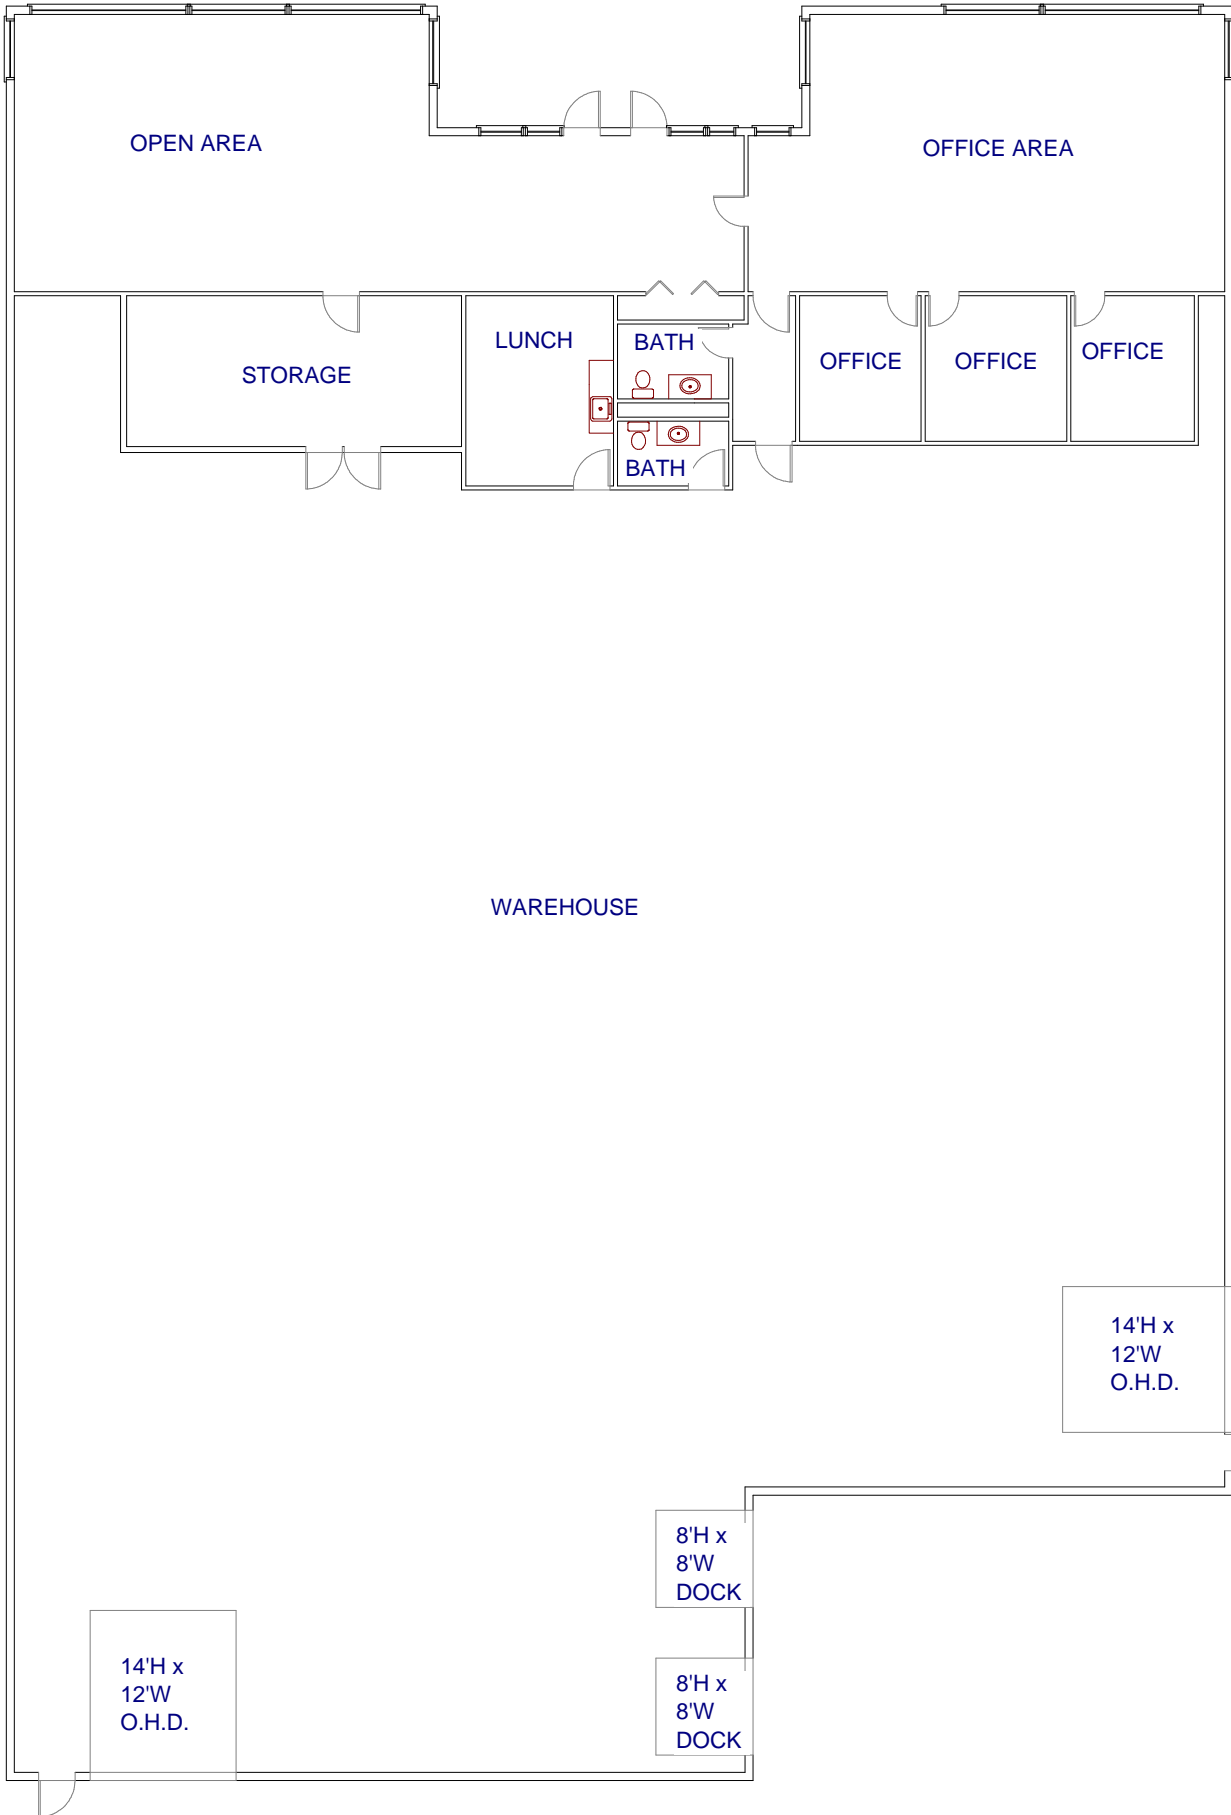 OPEN AREA
OFFICE AREA
LUNCH
BATH
STORAGE
OFFICE
OFFICE
OFFICE
BATH
WAREHOUSE
14'H x
12'W
O.H.D.
8'H x
8'W
DOCK
14'H x
12'W
O.H.D.
8'H x
8'W
DOCK